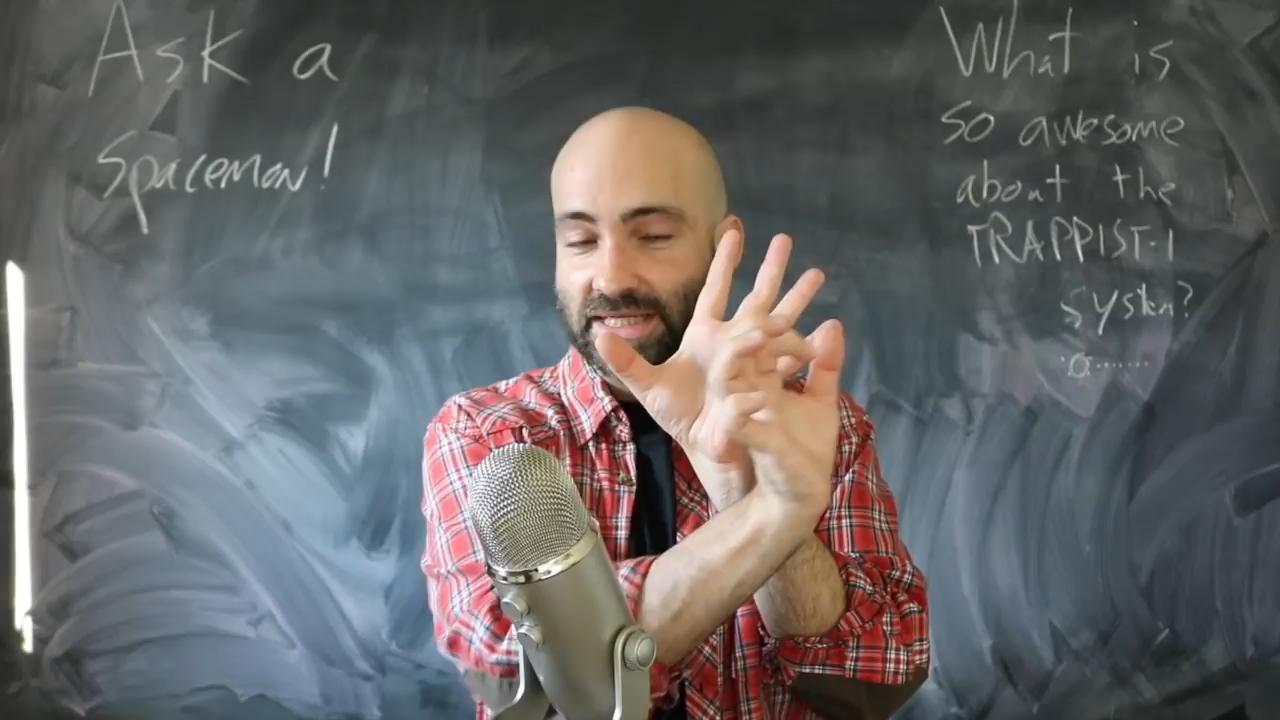 Ask a
Spaceman!
What is
so awesome
about the
TRAPPIST-1
system?